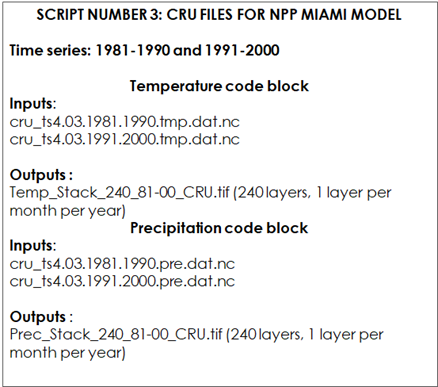 SCRIPT NUMBER 3: CRU FILES FOR NPP MIAMI MODEL
Time series: 1981-1990 and 1991-2000
Temperature code block
Inputs:
cru_ts4.03.1981.1990.tmp.dat.nc
cru_ts4.03.1991.2000.tmp.dat.nc
Outputs :
Temp_Stack_240_81-00_CRU.tif (240 layers, 1 layer per
month per year)
Precipitation code block
Inputs:
cru_ts4.03.1981.1990.pre.dat.nc
cru_ts4.03.1991.2000.pre.dat.nc
Outputs :
Prec_Stack_240_81-00_CRU.tif (240 layers, 1 layer per
month per year)